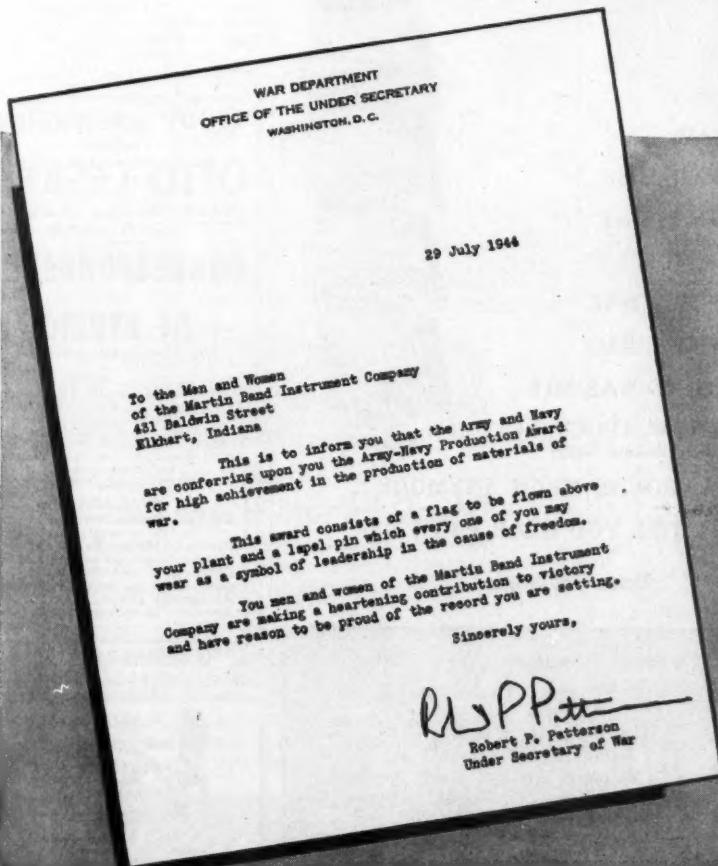 WAR DEPARTMENT
OFFICE OF THE UNDER SECRETARY
WASHINGTON, D. C.
29 July 1944
To the Men and Women
of the Martin Band Instrument Company
431 Baldwin Street
Elkhart, Indiana
This is to inform you that the Army and Navy
are conferring upon you the Army-Navy Production Award
for high achievement in the production of materials of
war.
This award consists of a flag to be flown above
your plant and a lapel pin which every one of you may
wear as a symbol of leadership in the cause of freedom.
You men and women of the Martin Band Instrument
Company are making a heartening contribution to victory
and have reason to be proud of the record you are setting.
Sincerely yours,
Robert P. Patterson
Under Secretary of War